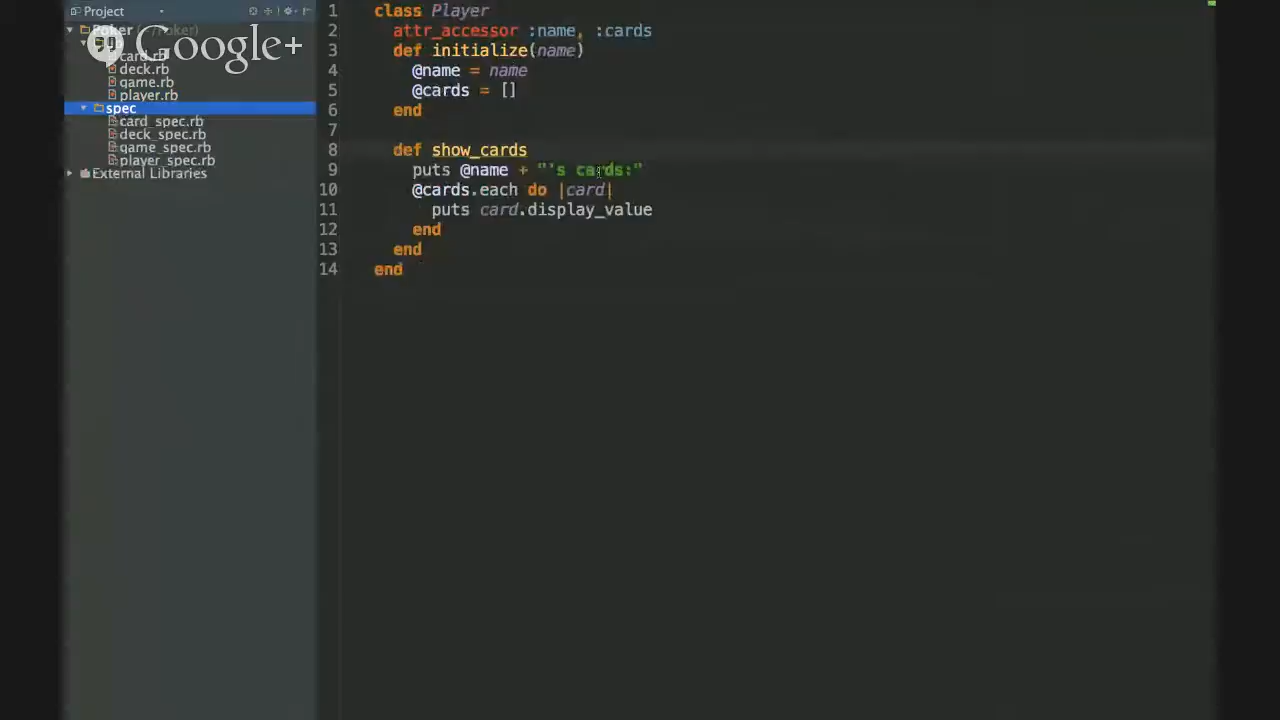 Project
Poker (~/Poker)
Google+
card.rb
deck.rb
game.rb
player.rb
spec
card_spec.rb
deck_spec.rb
game_spec.rb
player_spec.rb
External Libraries
1 class Player
2 attr_accessor :name, :cards
3 def initialize(name)
4 @name = name
5 @cards = []
6 end
7
8 def show_cards
9 puts @name + "'s cards:"
10 @cards.each do |card|
11 puts card.display_value
12 end
13 end
14 end